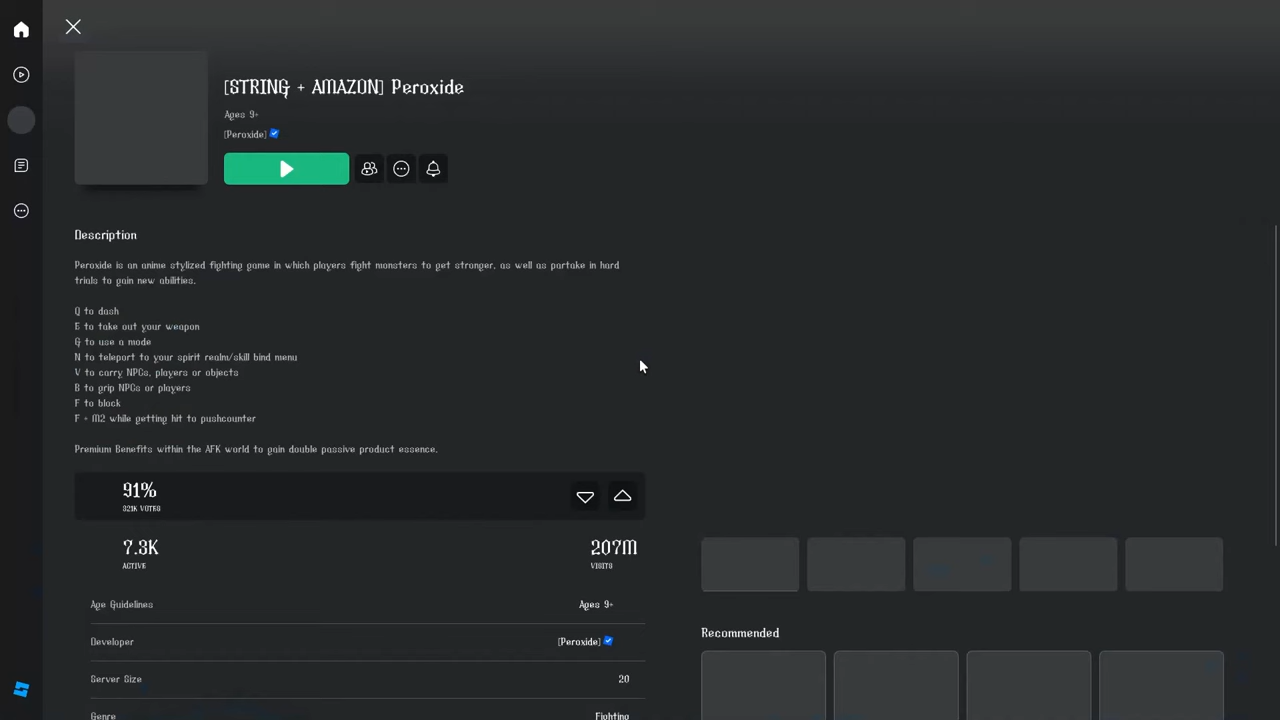 [STRING + AMAZON] Peroxide
Ages 9+
[Peroxide]
Description
Peroxide is an anime stylized fighting game in which players fight monsters to get stronger, as well as partake in hard
trials to gain new abilities.
Q to dash
E to take out your weapon
G to use a mode
N to teleport to your spirit realm/skill bind menu
V to carry NPCs, players or objects
B to grip NPCs or players
F to block
F + M2 while getting hit to pushcounter
Premium Benefits within the AFK world to gain double passive product essence.
91%
321K VOTES
7.3K
ACTIVE
207M
VISITS
Age Guidelines
Ages 9+
Developer
[Peroxide]
Server Size
20
Genre
Fighting
Recommended